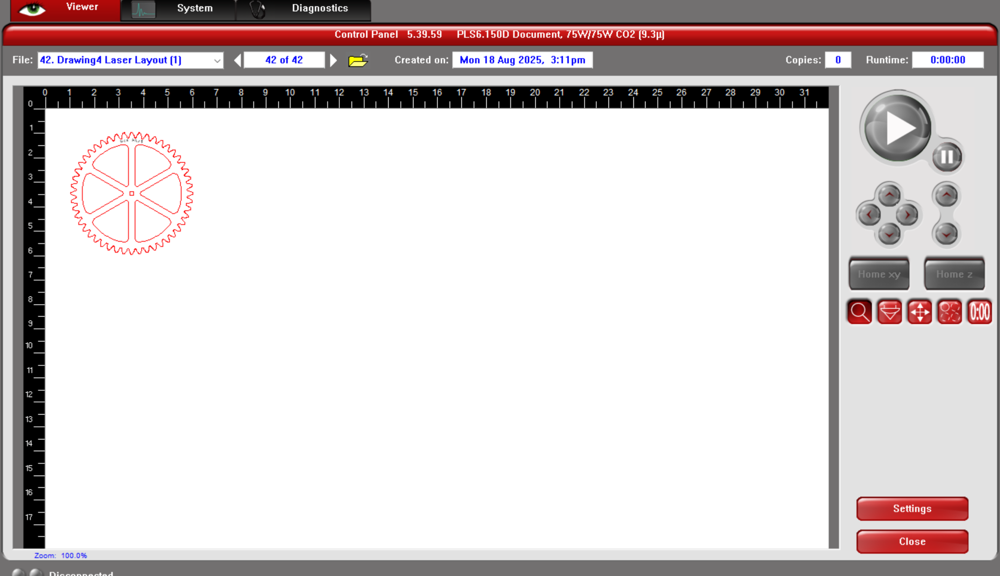 Viewer System Diagnostics
Control Panel 5.39.59 PLS6.150D Document, 75W/75W CO2 (9.3µ)
File: 42. Drawing4 Laser Layout (1) 42 of 42 Created on: Mon 18 Aug 2025, 3:11pm Copies: 0 Runtime: 0:00:00
0 1 2 3 4 5 6 7 8 9 10 11 12 13 14 15 16 17 18 19 20 21 22 23 24 25 26 27 28 29 30 31
0
1
2
3
4
5
6
7
8
9
10
11
12
13
14
15
16
17
Home xy Home z
0:00
Settings
Close
Zoom: 100.0%
Disconnected